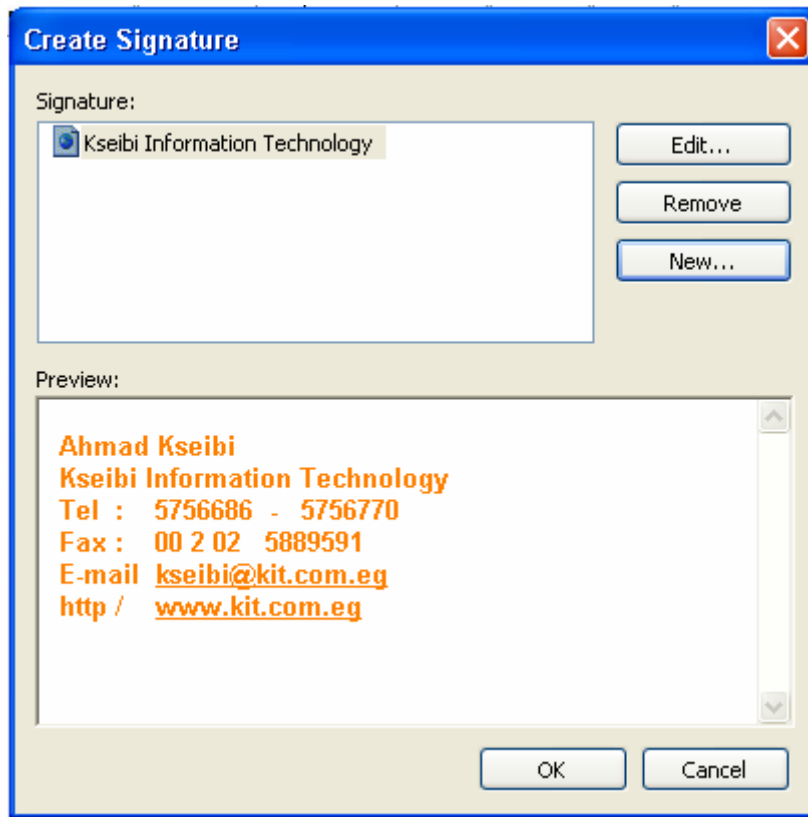 Create Signature
Signature:
Kseibi Information Technology
Edit...
Remove
New...
Preview:
Ahmad Kseibi
Kseibi Information Technology
Tel : 5756686 - 5756770
Fax : 00 2 02 5889591
E-mail kseibi@kit.com.eg
http / www.kit.com.eg
OK
Cancel